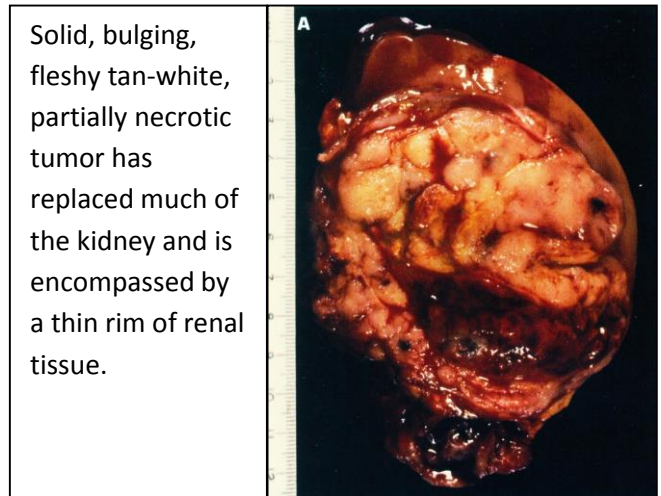 Solid, bulging,
fleshy tan-white,
partially necrotic
tumor has
replaced much of
the kidney and is
encompassed by
a thin rim of renal
tissue.
A